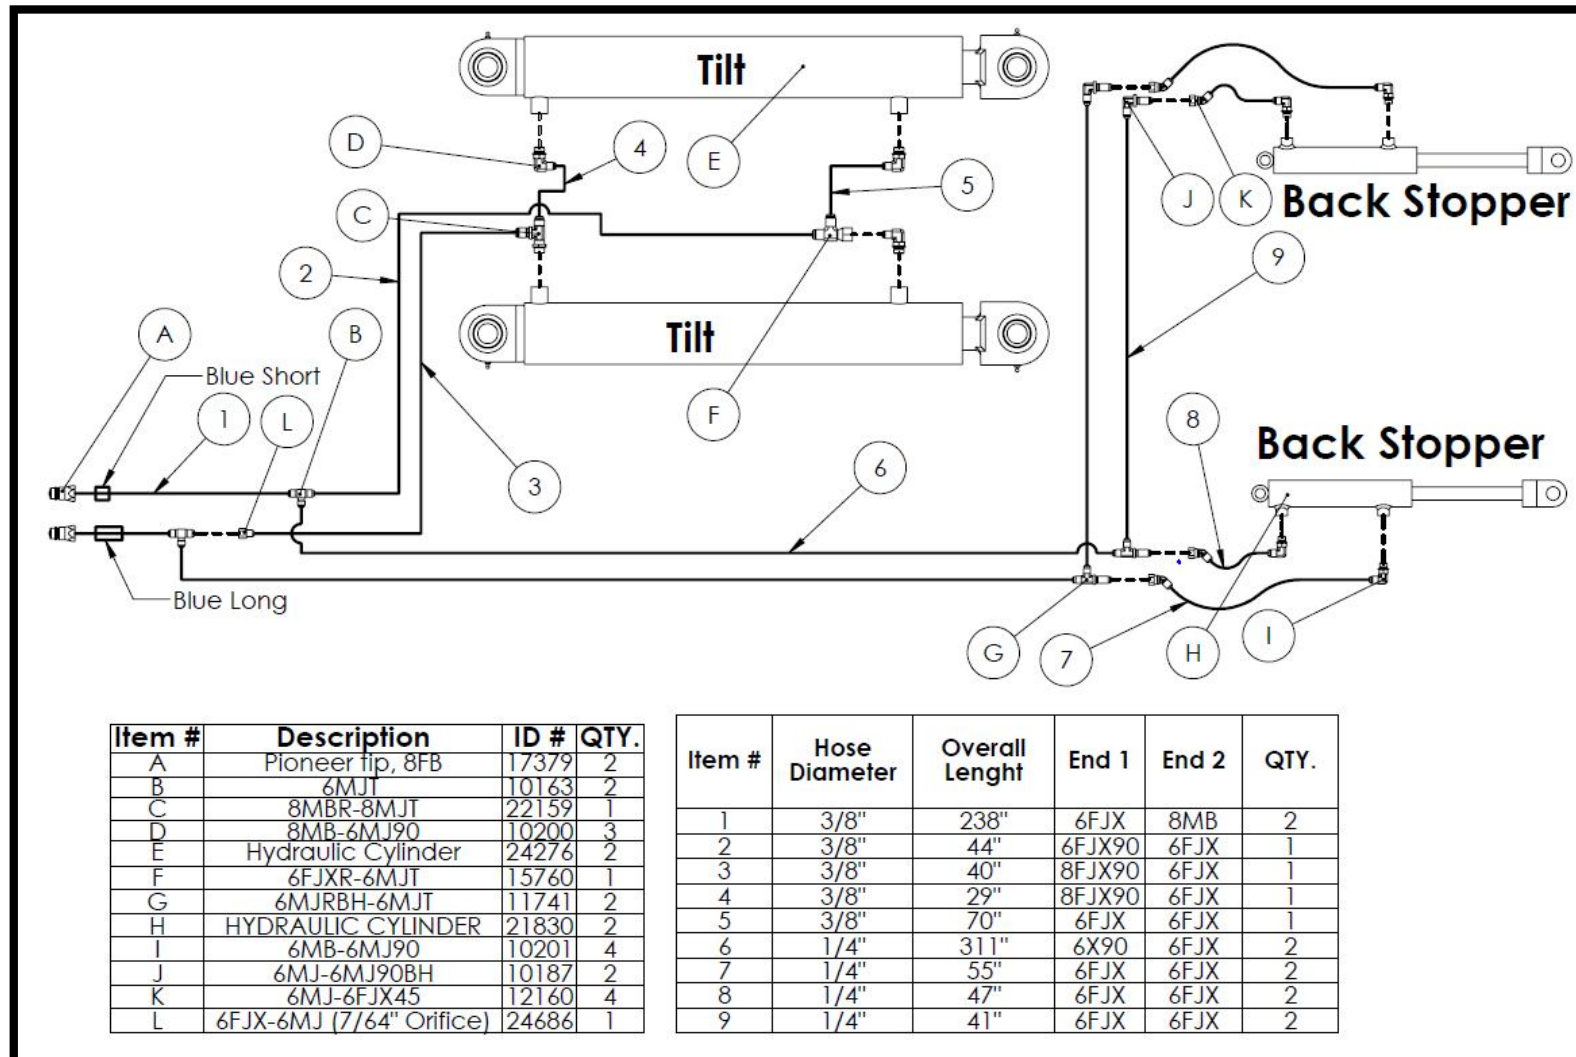 Tilt
4
D
E
5
J
K
Back Stopper
C
2
9
Tilt
A
B
Blue Short
1
L
F
8
Back Stopper
3
6
Blue Long
G
7
H
I
Item # Description ID # QTY.
A Pioneer tip, 8FB 17379 2
B 6MJT 10163 2
C 8MBR-8MJT 22159 1
D 8MB-6MJ90 10200 3
E Hydraulic Cylinder 24276 2
F 6FJXR-6MJT 15760 1
G 6MJRBH-6MJT 11741 2
H HYDRAULIC CYLINDER 21830 2
I 6MB-6MJ90 10201 4
J 6MJ-6MJ90BH 10187 2
K 6MJ-6FJX45 12160 4
L 6FJX-6MJ (7/64" Orifice) 24686 1
Item # Hose Diameter Overall Lenght End 1 End 2 QTY.
1 3/8" 238" 6FJX 8MB 2
2 3/8" 44" 6FJX90 6FJX 1
3 3/8" 40" 8FJX90 6FJX 1
4 3/8" 29" 8FJX90 6FJX 1
5 3/8" 70" 6FJX 6FJX 1
6 1/4" 311" 6X90 6FJX 2
7 1/4" 55" 6FJX 6FJX 2
8 1/4" 47" 6FJX 6FJX 2
9 1/4" 41" 6FJX 6FJX 2